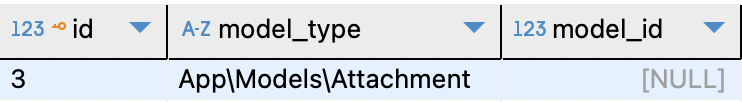 123 id A-Z model_type 123 model_id
3 App\Models\Attachment [NULL]